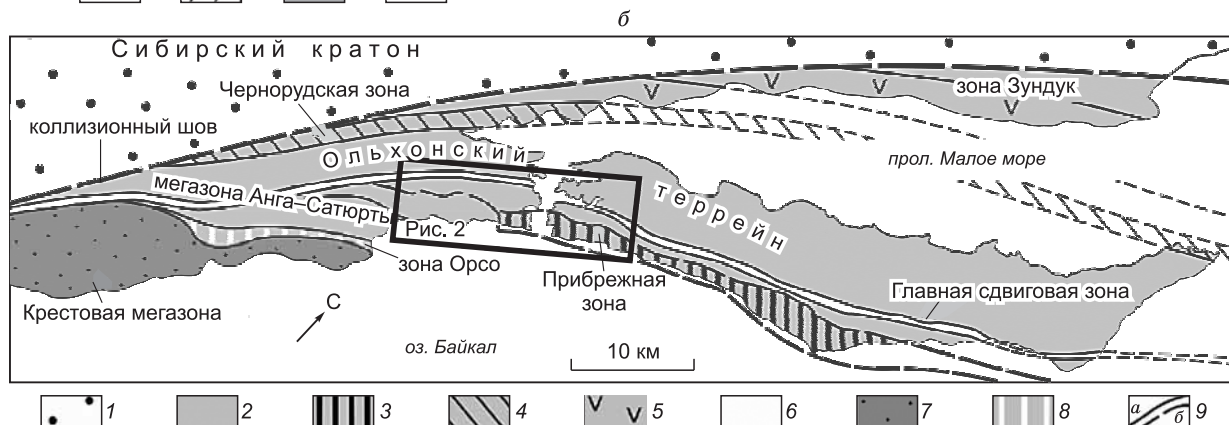 б
Сибирский кратон
Чернорудская зона
зона Зундук
коллизионный шов
Ольхонский
прол. Малое море
мегазона Анга–Сатюрты
террейн
Рис. 2
зона Орсо
Прибрежная
зона
Главная сдвиговая зона
Крестовая мегазона
С
оз. Байкал
10 км
1
2
3
4
5
6
7
8
а
б
9